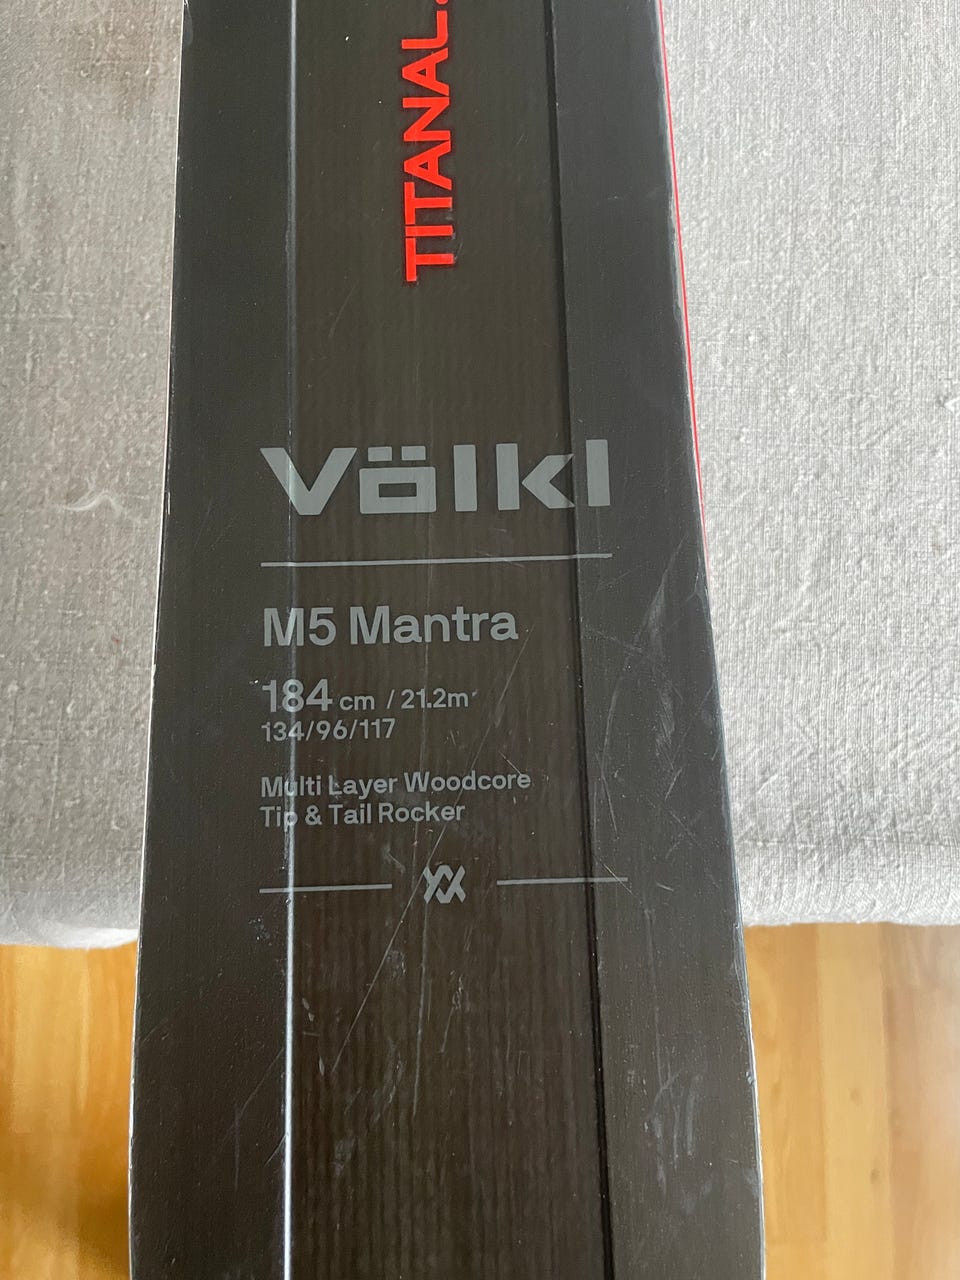 TITANAL
Völkl
M5 Mantra
184 cm / 21.2m
134/96/117
Multi Layer Woodcore
Tip & Tail Rocker